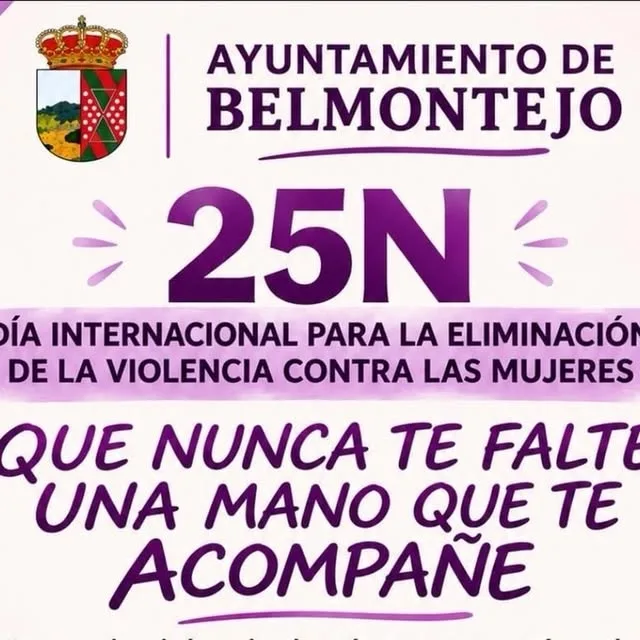 AYUNTAMIENTO DE
BELMONTEJO
25N
DÍA INTERNACIONAL PARA LA ELIMINACIÓN
DE LA VIOLENCIA CONTRA LAS MUJERES
QUE NUNCA TE FALTE
UNA MANO QUE TE
ACOMPAÑE